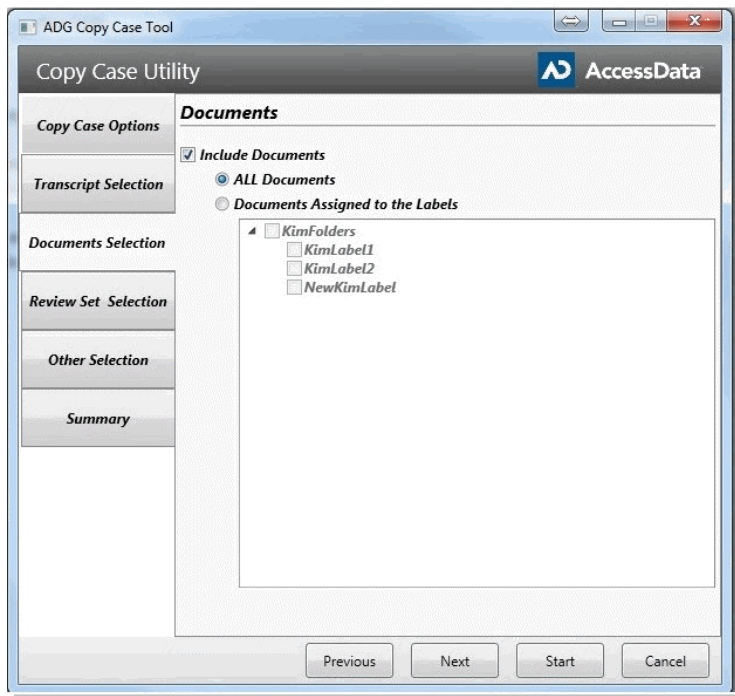 ADG Copy Case Tool
Copy Case Utility
AccessData
Copy Case Options
Transcript Selection
Documents Selection
Review Set Selection
Other Selection
Summary
Documents
Include Documents
ALL Documents
Documents Assigned to the Labels
KimFolders
KimLabel1
KimLabel2
NewKimLabel
Previous Next Start Cancel